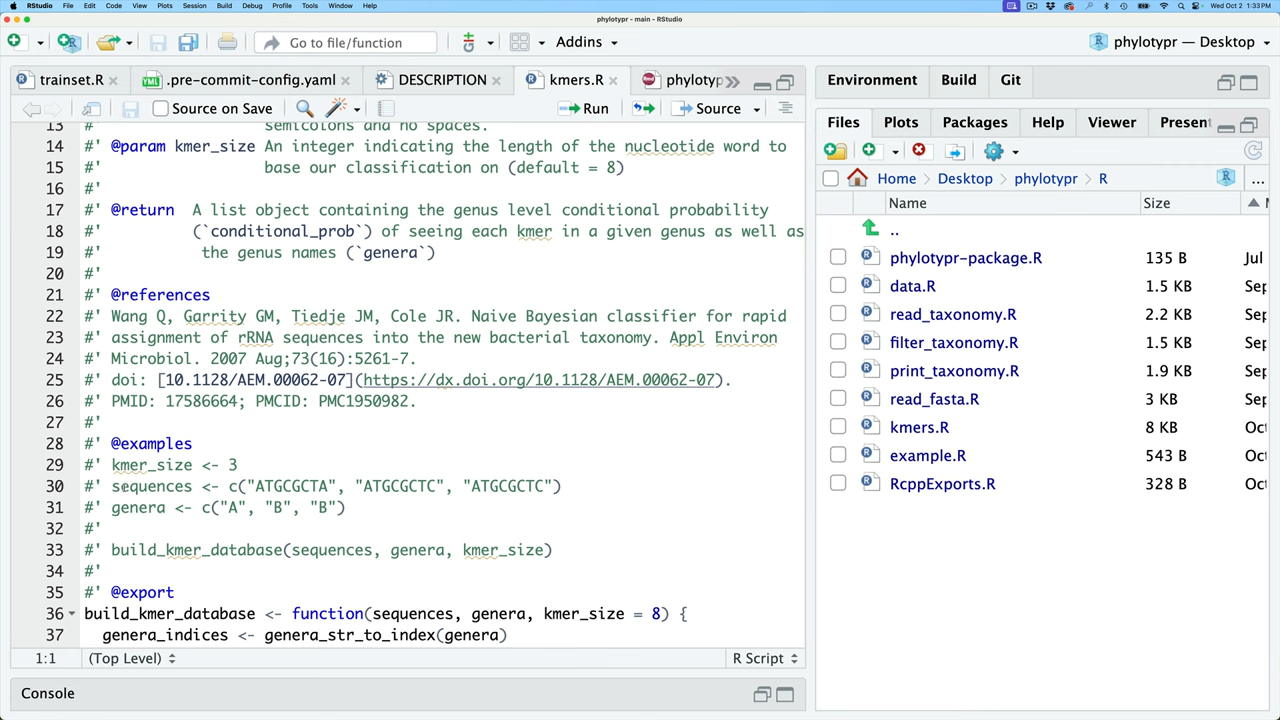 RStudio File Edit Code View Plots Session Build Debug Profile Tools Window Help Wed Oct 2 1:33 PM
phylotypr - main - RStudio
Go to file/function Addins phylotypr — Desktop
trainset.R .pre-commit-config.yaml DESCRIPTION kmers.R phylotyp
Source on Save Run Source
13 #' semicolons and no spaces.
14 #' @param kmer_size An integer indicating the length of the nucleotide word to
15 #' base our classification on (default = 8)
16 #'
17 #' @return A list object containing the genus level conditional probability
18 #' (`conditional_prob`) of seeing each kmer in a given genus as well as
19 #' the genus names (`genera`)
20 #'
21 #' @references
22 #' Wang Q, Garrity GM, Tiedje JM, Cole JR. Naive Bayesian classifier for rapid
23 #' assignment of rRNA sequences into the new bacterial taxonomy. Appl Environ
24 #' Microbiol. 2007 Aug;73(16):5261-7.
25 #' doi: [10.1128/AEM.00062-07](https://dx.doi.org/10.1128/AEM.00062-07).
26 #' PMID: 17586664; PMCID: PMC1950982.
27 #'
28 #' @examples
29 #' kmer_size <- 3
30 #' sequences <- c("ATGCGCTA", "ATGCGCTC", "ATGCGCTC")
31 #' genera <- c("A", "B", "B")
32 #'
33 #' build_kmer_database(sequences, genera, kmer_size)
34 #'
35 #' @export
36 build_kmer_database <- function(sequences, genera, kmer_size = 8) {
37 genera_indices <- genera_str_to_index(genera)
1:1 (Top Level) R Script
Console
Environment Build Git
Files Plots Packages Help Viewer Present
Home Desktop phylotypr R ...
Name Size
..
phylotypr-package.R 135 B Jul
data.R 1.5 KB Sep
read_taxonomy.R 2.2 KB Sep
filter_taxonomy.R 1.5 KB Sep
print_taxonomy.R 1.9 KB Sep
read_fasta.R 3 KB Sep
kmers.R 8 KB Oct
example.R 543 B Oct
RcppExports.R 328 B Oct